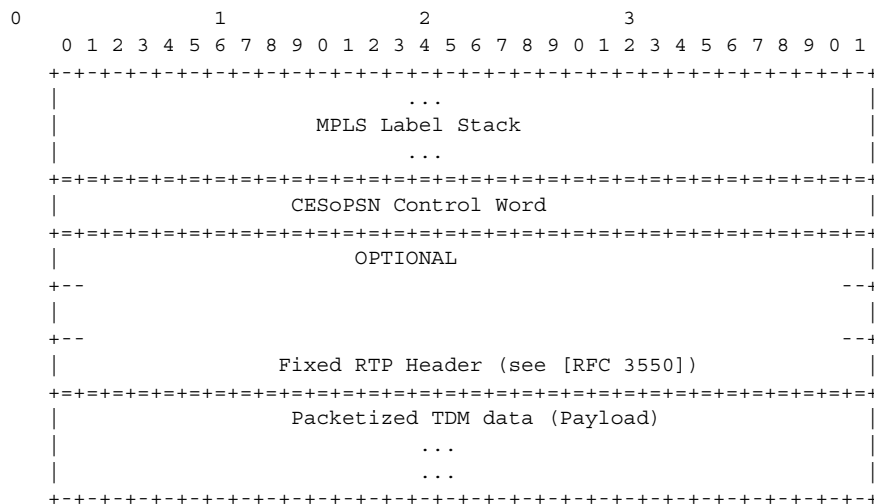 0                   1                   2                   3
 0 1 2 3 4 5 6 7 8 9 0 1 2 3 4 5 6 7 8 9 0 1 2 3 4 5 6 7 8 9 0 1
+-+-+-+-+-+-+-+-+-+-+-+-+-+-+-+-+-+-+-+-+-+-+-+-+-+-+-+-+-+-+-+-+
|                           ...                                 |
|                    MPLS Label Stack                           |
|                           ...                                 |
+=+=+=+=+=+=+=+=+=+=+=+=+=+=+=+=+=+=+=+=+=+=+=+=+=+=+=+=+=+=+=+=+
|                  CESoPSN Control Word                         |
+=+=+=+=+=+=+=+=+=+=+=+=+=+=+=+=+=+=+=+=+=+=+=+=+=+=+=+=+=+=+=+=+
|                       OPTIONAL                                |
+--                                                           --+
|                                                               |
+--                                                           --+
|                 Fixed RTP Header (see [RFC 3550])             |
+=+=+=+=+=+=+=+=+=+=+=+=+=+=+=+=+=+=+=+=+=+=+=+=+=+=+=+=+=+=+=+=+
|                  Packetized TDM data (Payload)                |
|                            ...                                |
|                            ...                                |
+-+-+-+-+-+-+-+-+-+-+-+-+-+-+-+-+-+-+-+-+-+-+-+-+-+-+-+-+-+-+-+-+